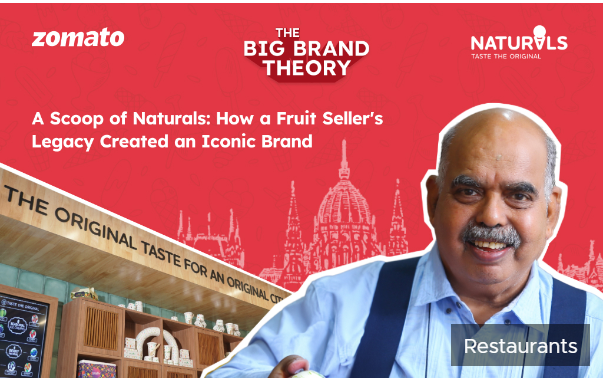 zomato
THE
BIG BRAND
THEORY
NATURALS
TASTE THE ORIGINAL
A Scoop of Naturals: How a Fruit Seller's
Legacy Created an Iconic Brand
THE ORIGINAL TASTE FOR AN ORIGINAL CIT
Restaurants